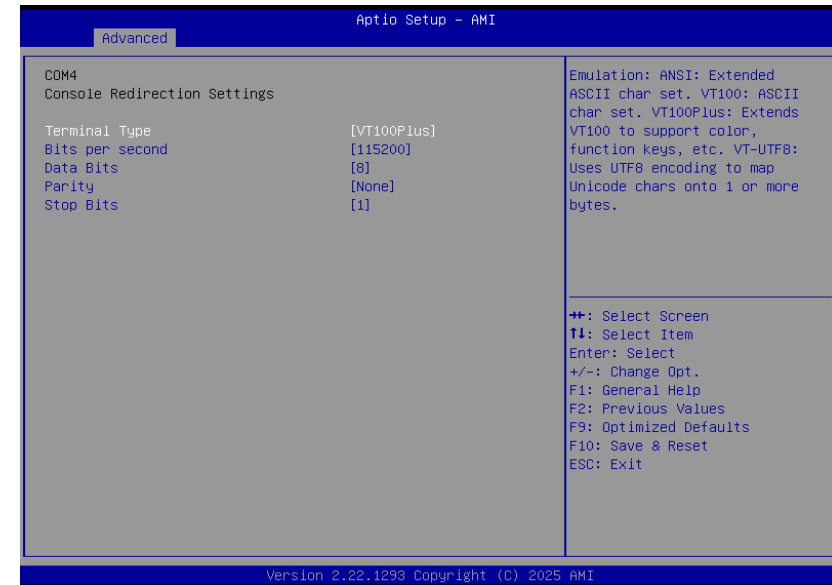 Aptio Setup – AMI
Advanced
COM4
Console Redirection Settings
Terminal Type [VT100Plus]
Bits per second [115200]
Data Bits [8]
Parity [None]
Stop Bits [1]
Emulation: ANSI: Extended
ASCII char set. VT100: ASCII
char set. VT100Plus: Extends
VT100 to support color,
function keys, etc. VT-UTF8:
Uses UTF8 encoding to map
Unicode chars onto 1 or more
bytes.
→←: Select Screen
↑↓: Select Item
Enter: Select
+/-: Change Opt.
F1: General Help
F2: Previous Values
F9: Optimized Defaults
F10: Save & Reset
ESC: Exit
Version 2.22.1293 Copyright (C) 2025 AMI